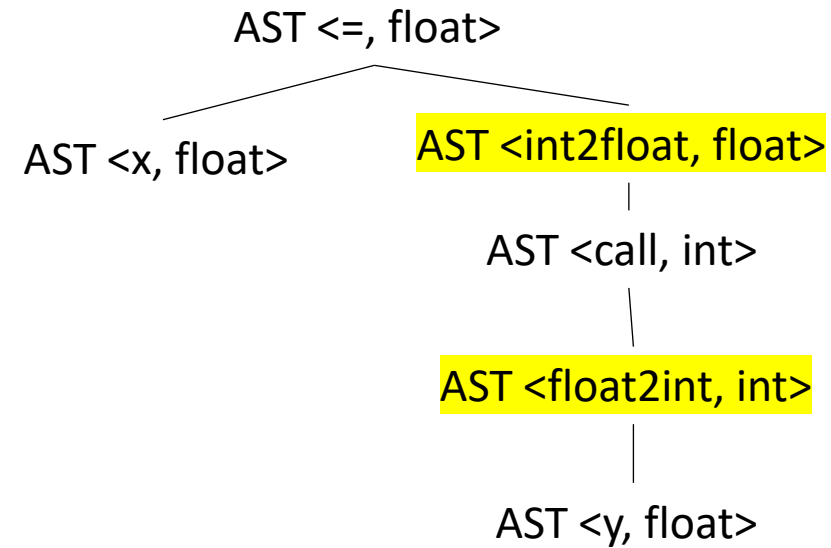 AST <=, float>
AST <x, float>
AST <int2float, float>
AST <call, int>
AST <float2int, int>
AST <y, float>